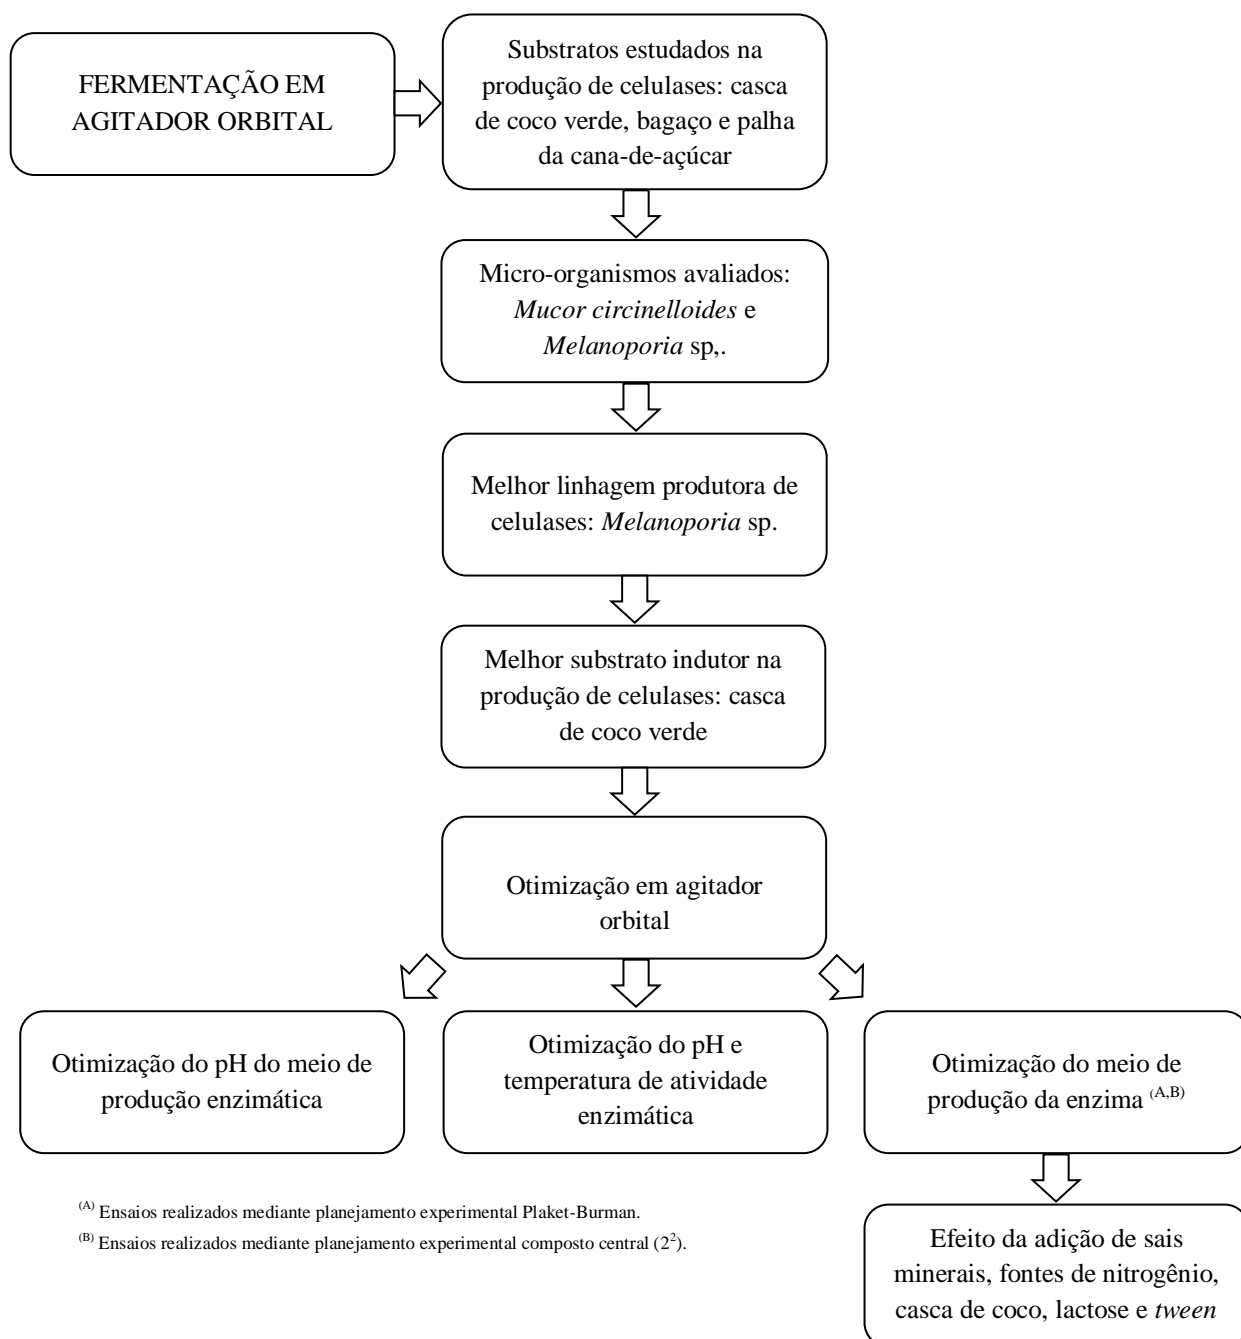 FERMENTAÇÃO EM
AGITADOR ORBITAL
Substratos estudados na
produção de celulases: casca
de coco verde, bagaço e palha
da cana-de-açúcar
Micro-organismos avaliados:
Mucor circinelloides e
Melanoporia sp,.
Melhor linhagem produtora de
celulases: Melanoporia sp.
Melhor substrato indutor na
produção de celulases: casca
de coco verde
Otimização em agitador
orbital
Otimização do pH do meio de
produção enzimática
Otimização do pH e
temperatura de atividade
enzimática
Otimização do meio de
produção da enzima (A,B)
Efeito da adição de sais
minerais, fontes de nitrogênio,
casca de coco, lactose e tween
(A) Ensaios realizados mediante planejamento experimental Plaket-Burman.
(B) Ensaios realizados mediante planejamento experimental composto central (2²).